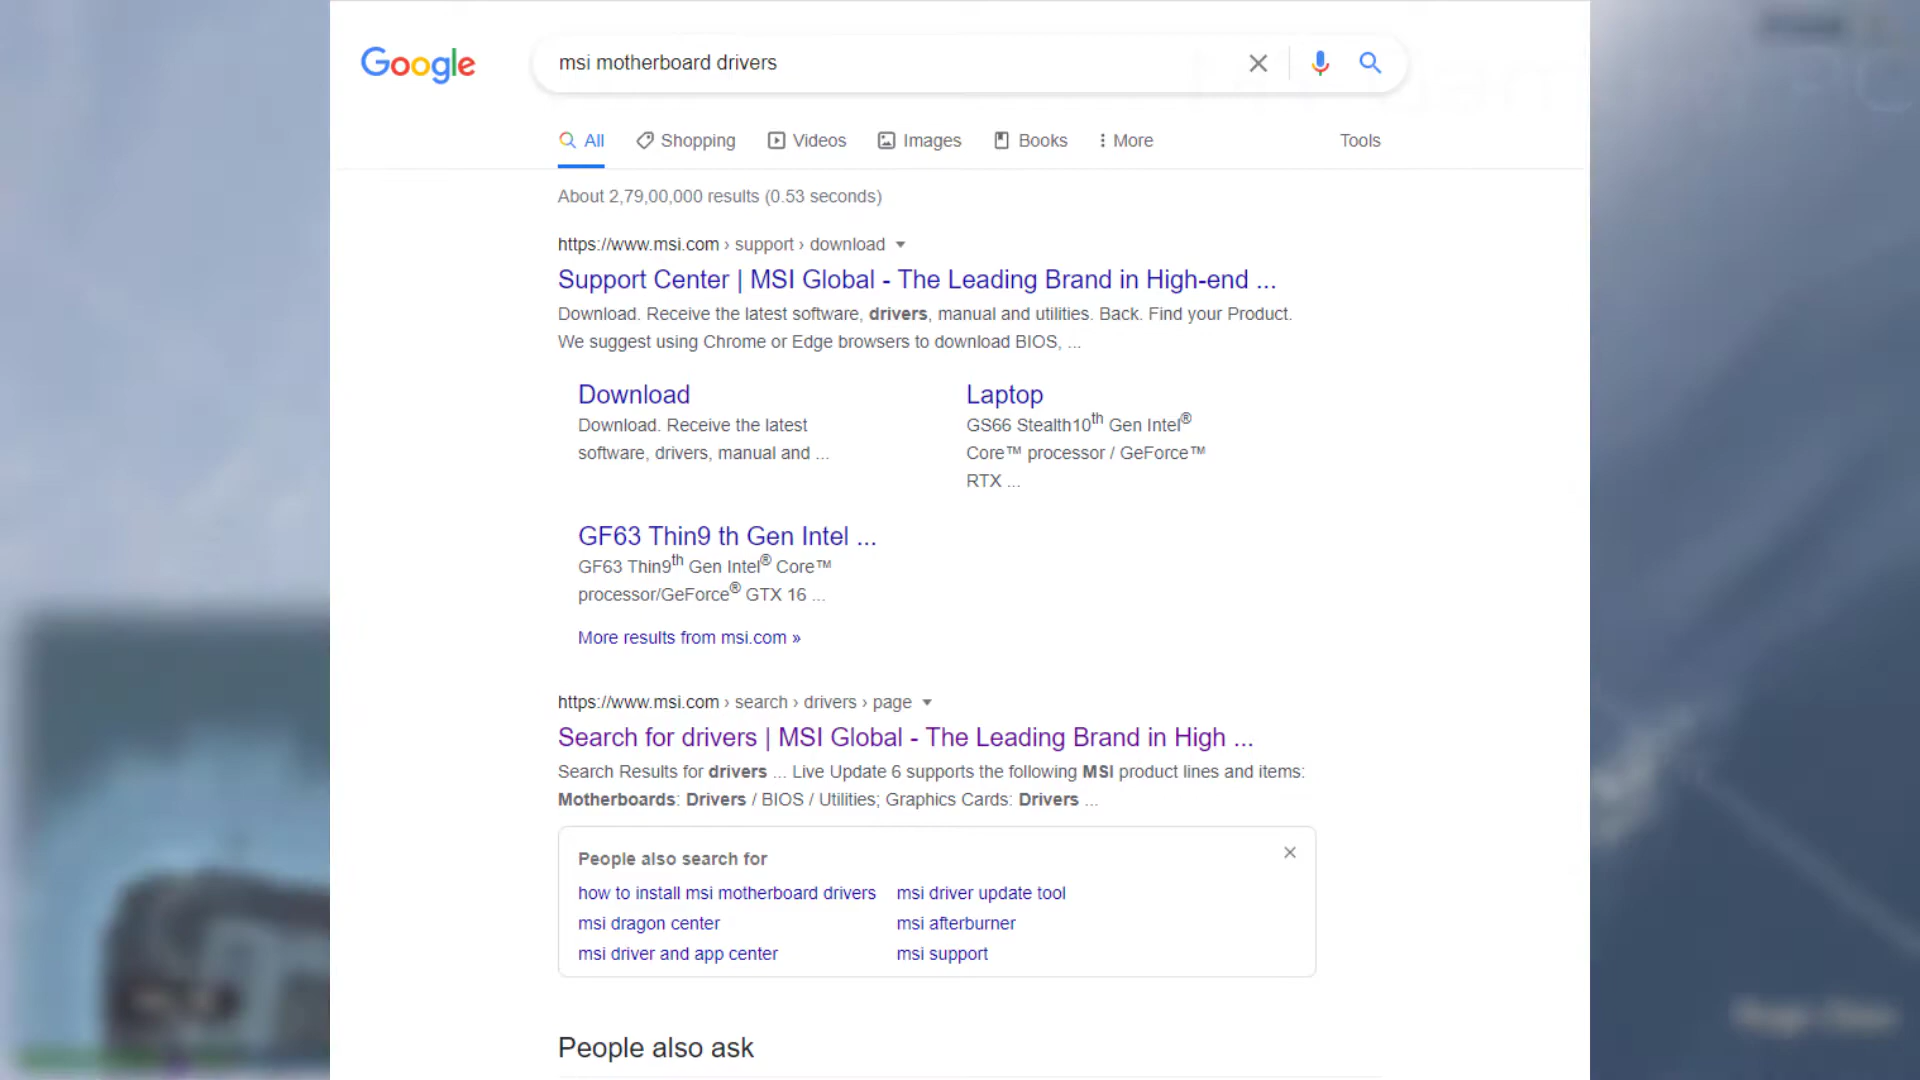 Google
msi motherboard drivers
All
Shopping
Videos
Images
Books
More
Tools
About 2,79,00,000 results (0.53 seconds)
https://www.msi.com › support › download
Support Center | MSI Global - The Leading Brand in High-end ...
Download. Receive the latest software, drivers, manual and utilities. Back. Find your Product.
We suggest using Chrome or Edge browsers to download BIOS, ...
Download
Download. Receive the latest
software, drivers, manual and ...
Laptop
GS66 Stealth10th Gen Intel®
Core™ processor / GeForce™
RTX ...
GF63 Thin9 th Gen Intel ...
GF63 Thin9th Gen Intel® Core™
processor/GeForce® GTX 16 ...
More results from msi.com »
https://www.msi.com › search › drivers › page
Search for drivers | MSI Global - The Leading Brand in High ...
Search Results for drivers ... Live Update 6 supports the following MSI product lines and items:
Motherboards: Drivers / BIOS / Utilities; Graphics Cards: Drivers ...
People also search for
how to install msi motherboard drivers
msi driver update tool
msi dragon center
msi afterburner
msi driver and app center
msi support
People also ask